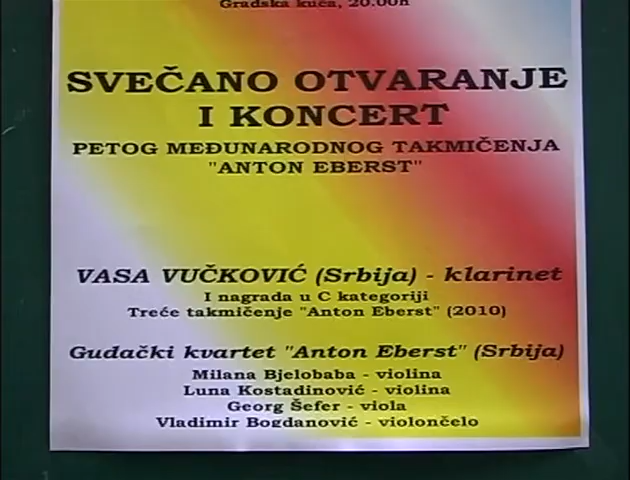 Gradska kuća, 20.00h
SVEČANO OTVARANJE
I KONCERT
PETOG MEĐUNARODNOG TAKMIČENJA
"ANTON EBERST"
VASA VUČKOVIĆ (Srbija) - klarinet
I nagrada u C kategoriji
Treće takmičenje "Anton Eberst" (2010)
Gudački kvartet "Anton Eberst" (Srbija)
Milana Bjelobaba - violina
Luna Kostadinović - violina
Georg Šefer - viola
Vladimir Bogdanović - violončelo